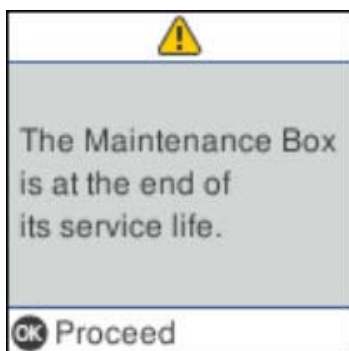 The Maintenance Box
is at the end of
its service life.
OK Proceed